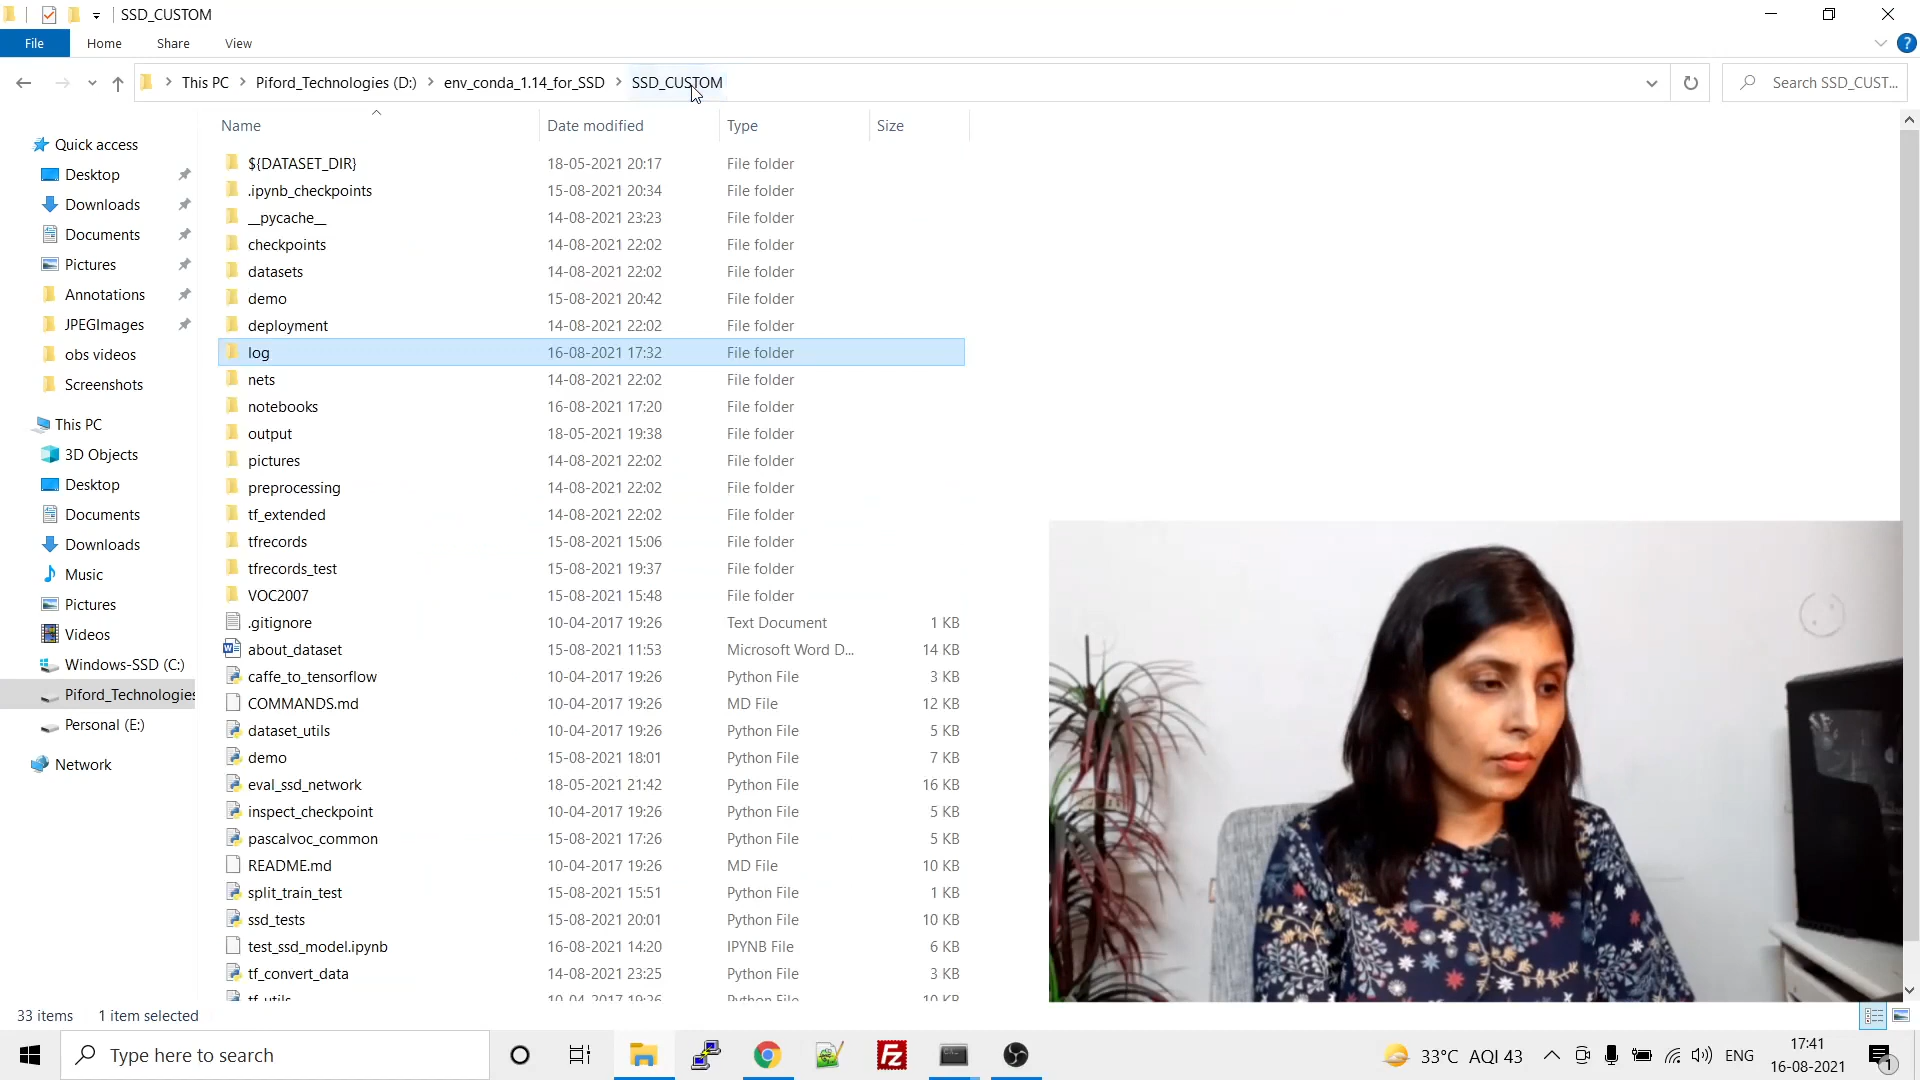 SSD_CUSTOM
File Home Share View
This PC Piford_Technologies (D:) env_conda_1.14_for_SSD SSD_CUSTOM Search SSD_CUST...
Name Date modified Type Size
Quick access
Desktop
Downloads
Documents
Pictures
Annotations
JPEGImages
obs videos
Screenshots
This PC
3D Objects
Desktop
Documents
Downloads
Music
Pictures
Videos
Windows-SSD (C:)
Piford_Technologies
Personal (E:)
Network
${DATASET_DIR} 18-05-2021 20:17 File folder
.ipynb_checkpoints 15-08-2021 20:34 File folder
__pycache__ 14-08-2021 23:23 File folder
checkpoints 14-08-2021 22:02 File folder
datasets 14-08-2021 22:02 File folder
demo 15-08-2021 20:42 File folder
deployment 14-08-2021 22:02 File folder
log 16-08-2021 17:32 File folder
nets 14-08-2021 22:02 File folder
notebooks 16-08-2021 17:20 File folder
output 18-05-2021 19:38 File folder
pictures 14-08-2021 22:02 File folder
preprocessing 14-08-2021 22:02 File folder
tf_extended 14-08-2021 22:02 File folder
tfrecords 15-08-2021 15:06 File folder
tfrecords_test 15-08-2021 19:37 File folder
VOC2007 15-08-2021 15:48 File folder
.gitignore 10-04-2017 19:26 Text Document 1 KB
about_dataset 15-08-2021 11:53 Microsoft Word D... 14 KB
caffe_to_tensorflow 10-04-2017 19:26 Python File 3 KB
COMMANDS.md 10-04-2017 19:26 MD File 12 KB
dataset_utils 10-04-2017 19:26 Python File 5 KB
demo 15-08-2021 18:01 Python File 7 KB
eval_ssd_network 18-05-2021 21:42 Python File 16 KB
inspect_checkpoint 10-04-2017 19:26 Python File 5 KB
pascalvoc_common 15-08-2021 17:26 Python File 5 KB
README.md 10-04-2017 19:26 MD File 10 KB
split_train_test 15-08-2021 15:51 Python File 1 KB
ssd_tests 15-08-2021 20:01 Python File 10 KB
test_ssd_model.ipynb 16-08-2021 14:20 IPYNB File 6 KB
tf_convert_data 14-08-2021 23:25 Python File 3 KB
tf_utils 10-04-2017 19:26 Python File 10 KB
33 items 1 item selected
Type here to search
33°C AQI 43 ENG 17:41
16-08-2021 1